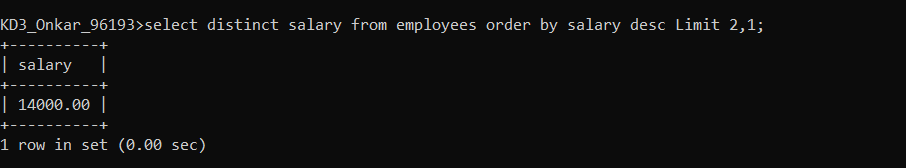 KD3_Onkar_96193>select distinct salary from employees order by salary desc Limit 2,1;
+----------+
| salary   |
+----------+
| 14000.00 |
+----------+
1 row in set (0.00 sec)